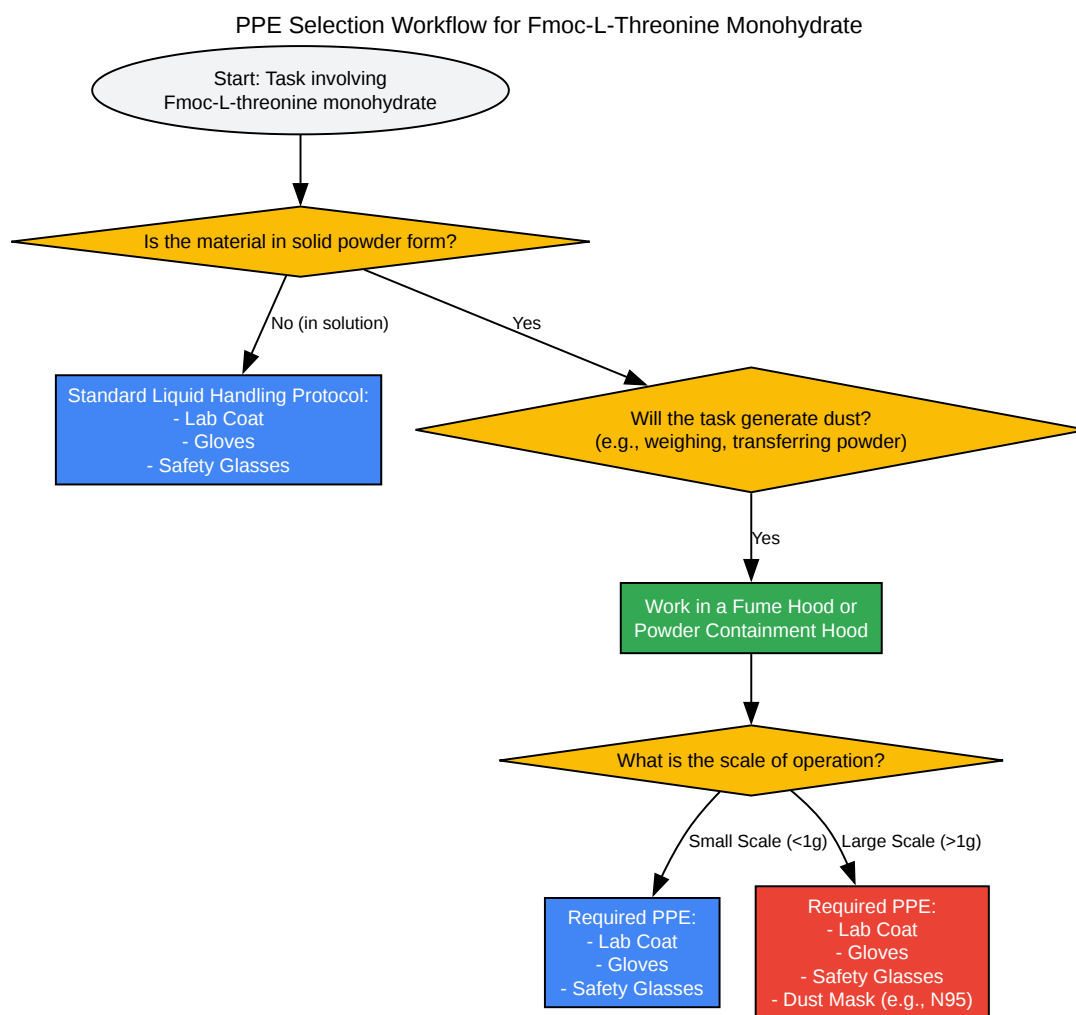 PPE Selection Workflow for Fmoc-L-Threonine Monohydrate
Start: Task involving
Fmoc-L-threonine monohydrate
Is the material in solid powder form?
No (in solution)
Yes
Standard Liquid Handling Protocol:
- Lab Coat
- Gloves
- Safety Glasses
Will the task generate dust?
(e.g., weighing, transferring powder)
Yes
Work in a Fume Hood or
Powder Containment Hood
What is the scale of operation?
Small Scale (<1g)
Large Scale (>1g)
Required PPE:
- Lab Coat
- Gloves
- Safety Glasses
Required PPE:
- Lab Coat
- Gloves
- Safety Glasses
- Dust Mask (e.g., N95)